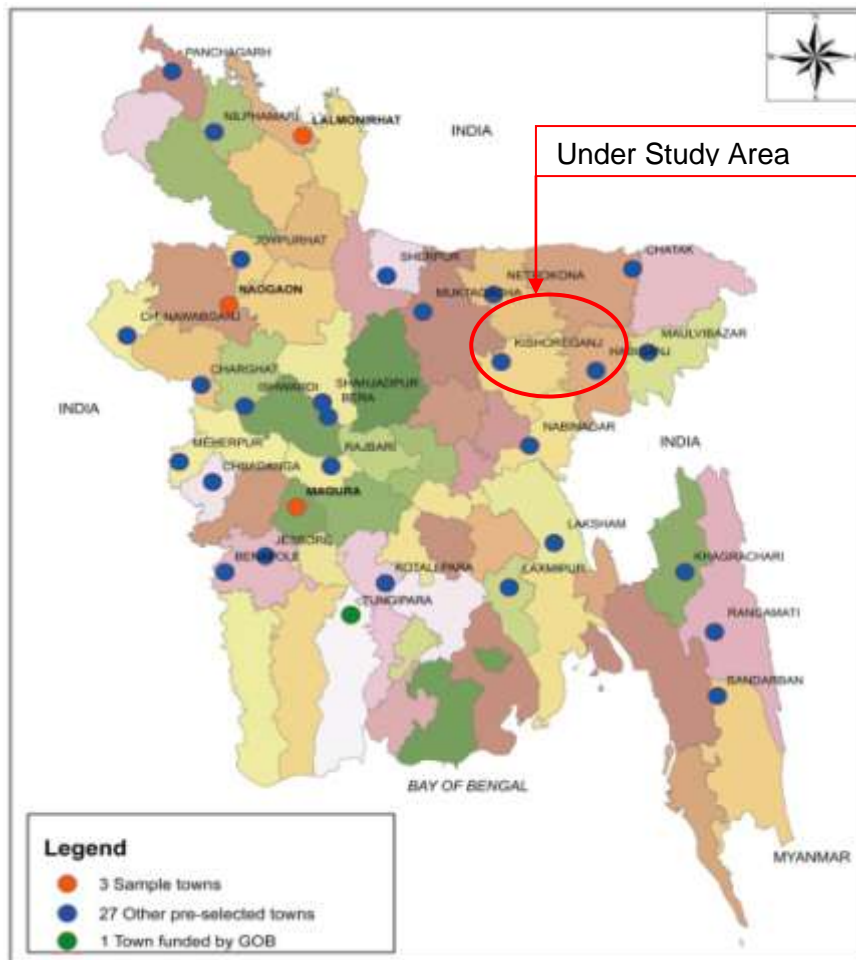 PANCHAGARH
NILPHAMARI
LALMONIRHAT
INDIA
Under Study Area
JOYPURHAT
SHERPUR
NETROKONA
CHATAK
NAOGAON
MUKTAGACHA
KISHOREGANJ
MAULVIBAZAR
CHARGHAT
ISHWARDI
SHAHJADPUR
BERA
INDIA
NABINAGAR
MEHERPUR
RAJBARI
INDIA
CHUADANGA
MAGURA
LAKSHAM
JESSORE
BENAPOLE
KOTALIPARA
LAXMIPUR
KHAGRACHARI
TUNGIPARA
RANGAMATI
BANDARBAN
BAY OF BENGAL
MYANMAR
Legend
3 Sample towns
27 Other pre-selected towns
1 Town funded by GOB